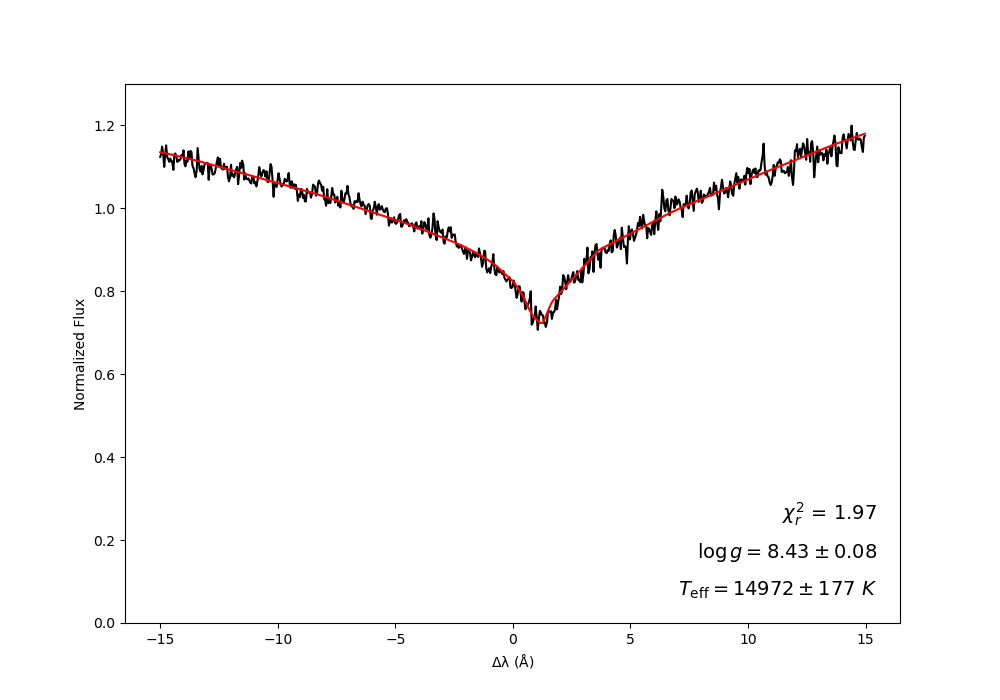 1.2
1.0
0.8
0.6
0.4
0.2
0.0
Normalized Flux
χ²ᵣ = 1.97
log g = 8.43 ± 0.08
T_eff = 14972 ± 177 K
−15 −10 −5 0 5 10 15
Δλ (Å)